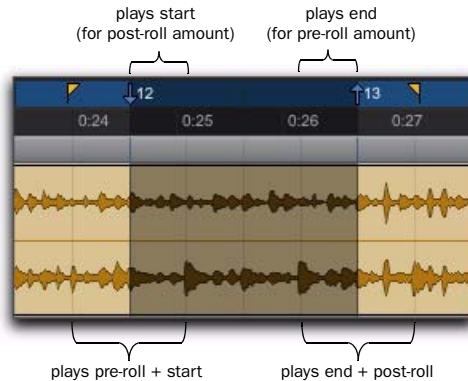 plays start
(for post-roll amount)
plays end
(for pre-roll amount)
12
13
0:24
0:25
0:26
0:27
plays pre-roll + start
plays end + post-roll